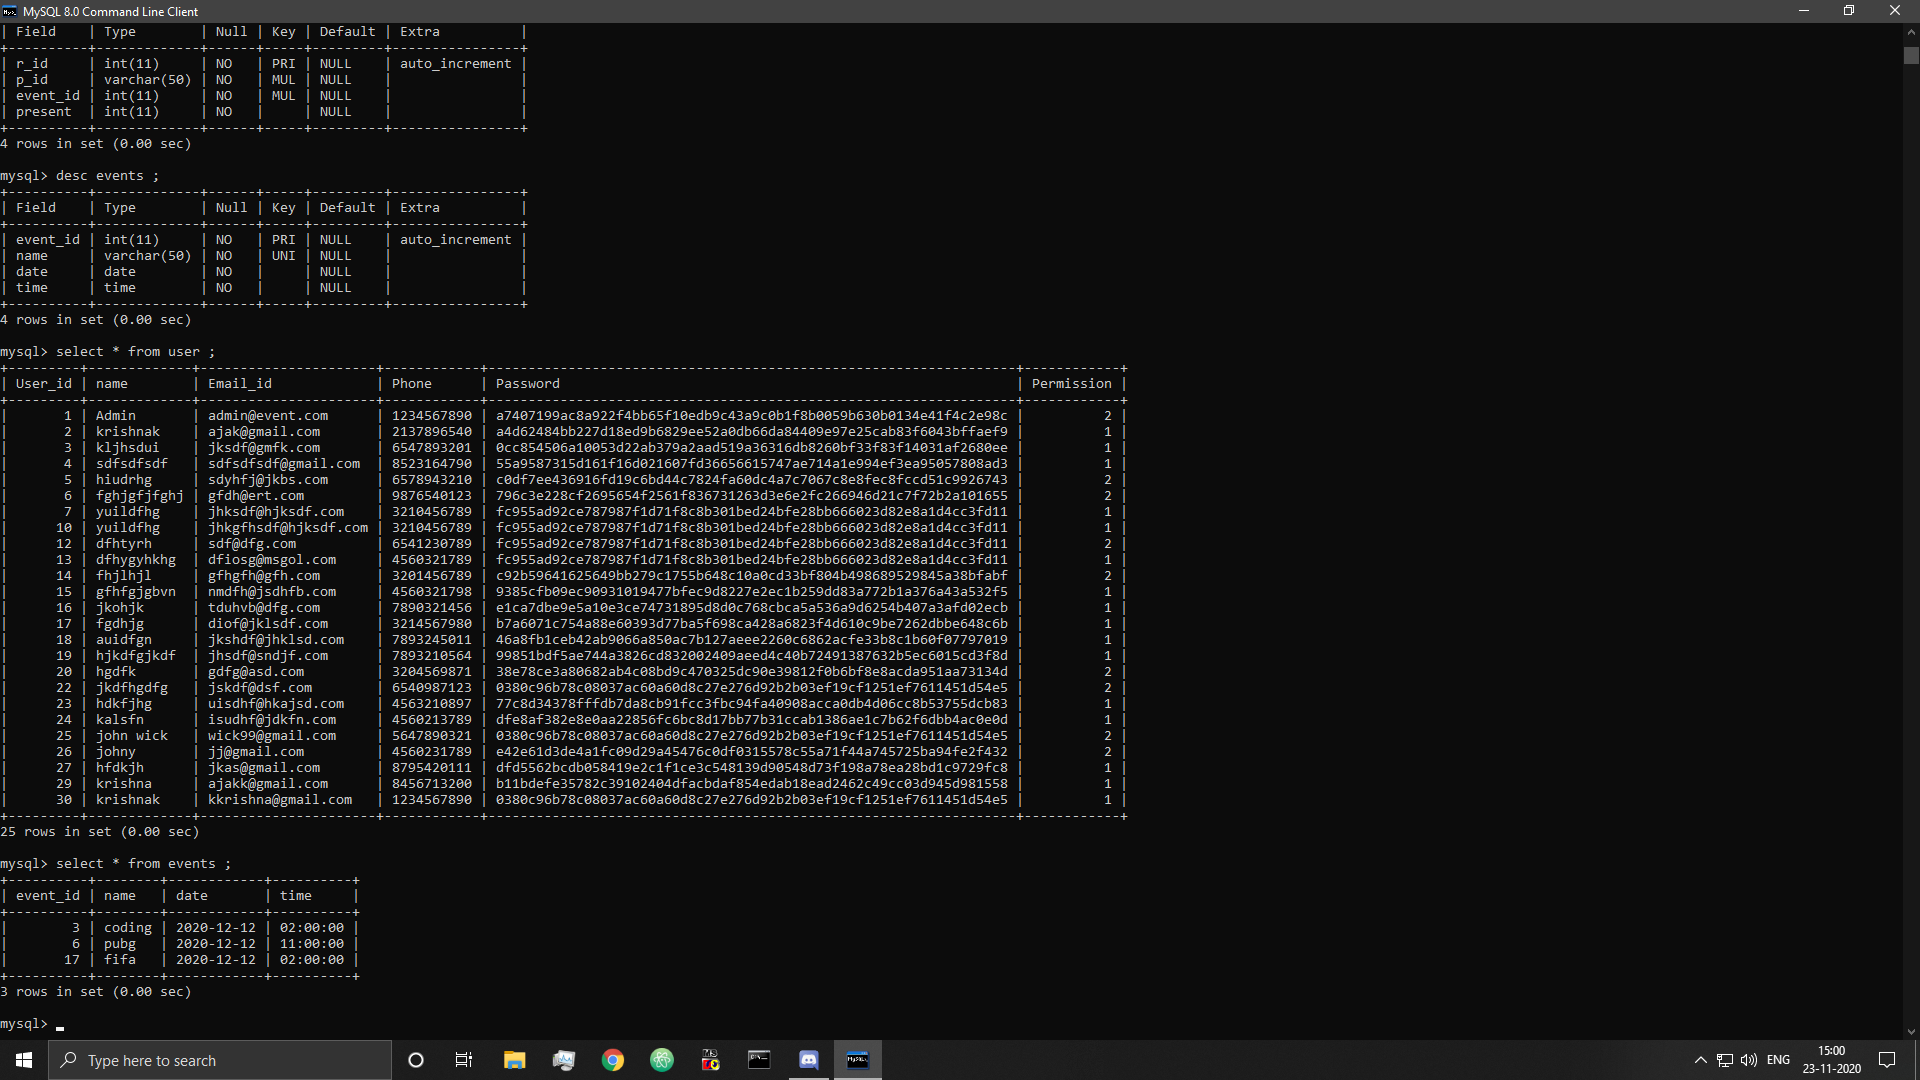 MySQL 8.0 Command Line Client
| Field    | Type        | Null | Key | Default | Extra          |
+----------+-------------+------+-----+---------+----------------+
| r_id     | int(11)     | NO   | PRI | NULL    | auto_increment |
| p_id     | varchar(50) | NO   | MUL | NULL    |                |
| event_id | int(11)     | NO   | MUL | NULL    |                |
| present  | int(11)     | NO   |     | NULL    |                |
+----------+-------------+------+-----+---------+----------------+
4 rows in set (0.00 sec)
mysql> desc events ;
+----------+-------------+------+-----+---------+----------------+
| Field    | Type        | Null | Key | Default | Extra          |
+----------+-------------+------+-----+---------+----------------+
| event_id | int(11)     | NO   | PRI | NULL    | auto_increment |
| name     | varchar(50) | NO   | UNI | NULL    |                |
| date     | date        | NO   |     | NULL    |                |
| time     | time        | NO   |     | NULL    |                |
+----------+-------------+------+-----+---------+----------------+
4 rows in set (0.00 sec)
mysql> select * from user ;
+---------+-------------+----------------------+------------+------------------------------------------------------------------+------------+
| User_id | name        | Email_id             | Phone      | Password                                                         | Permission |
+---------+-------------+----------------------+------------+------------------------------------------------------------------+------------+
|       1 | Admin       | admin@event.com      | 1234567890 | a7407199ac8a922f4bb65f10edb9c43a9c0b1f8b0059b630b0134e41f4c2e98c |          2 |
|       2 | krishnak    | ajak@gmail.com       | 2137896540 | a4d62484bb227d18ed9b6829ee52a0db66da84409e97e25cab83f6043bffaef9 |          1 |
|       3 | kljhsdui    | jksdf@gmfk.com       | 6547893201 | 0cc854506a10053d22ab379a2aad519a36316db8260bf33f83f14031af2680ee |          1 |
|       4 | sdfsdfsdf   | sdfsdfsdf@gmail.com  | 8523164790 | 55a9587315d161f16d021607fd36656615747ae714a1e994ef3ea95057808ad3 |          1 |
|       5 | hiudrhg     | sdyhfj@jkbs.com      | 6578943210 | c0df7ee436916fd19c6bd44c7824fa60dc4a7c7067c8e8fec8fccd51c9926743 |          2 |
|       6 | fghjgfjfghj | gfdh@ert.com         | 9876540123 | 796c3e228cf2695654f2561f836731263d3e6e2fc266946d21c7f72b2a101655 |          2 |
|       7 | yuildfhg    | jhksdf@hjksdf.com    | 3210456789 | fc955ad92ce787987f1d71f8c8b301bed24bfe28bb666023d82e8a1d4cc3fd11 |          1 |
|      10 | yuildfhg    | jhkgfhsdf@hjksdf.com | 3210456789 | fc955ad92ce787987f1d71f8c8b301bed24bfe28bb666023d82e8a1d4cc3fd11 |          1 |
|      12 | dfhtyrh     | sdf@dfg.com          | 6541230789 | fc955ad92ce787987f1d71f8c8b301bed24bfe28bb666023d82e8a1d4cc3fd11 |          2 |
|      13 | dfhygyhkhg  | dfiosg@msgol.com     | 4560321789 | fc955ad92ce787987f1d71f8c8b301bed24bfe28bb666023d82e8a1d4cc3fd11 |          1 |
|      14 | fhjlhjl     | gfhgfh@gfh.com       | 3201456789 | c92b59641625649bb279c1755b648c10a0cd33bf804b498689529845a38bfabf |          2 |
|      15 | gfhfgjgbvn  | nmdfh@jsdhfb.com     | 4560321798 | 9385cfb09ec90931019477bfec9d8227e2ec1b259dd83a772b1a376a43a532f5 |          1 |
|      16 | jkohjk      | tduhvb@dfg.com       | 7890321456 | e1ca7dbe9e5a10e3ce74731895d8d0c768cbca5a536a9d6254b407a3afd02ecb |          1 |
|      17 | fgdhjg      | diof@jklsdf.com      | 3214567980 | b7a6071c754a88e60393d77ba5f698ca428a6823f4d610c9be7262dbbe648c6b |          1 |
|      18 | auidfgn     | jkshdf@jhklsd.com    | 7893245011 | 46a8fb1ceb42ab9066a850ac7b127aeee2260c6862acfe33b8c1b60f07797019 |          1 |
|      19 | hjkdfgjkdf  | jhsdf@sndjf.com      | 7893210564 | 99851bdf5ae744a3826cd832002409aeed4c40b72491387632b5ec6015cd3f8d |          1 |
|      20 | hgdfk       | gdfg@asd.com         | 3204569871 | 38e78ce3a80682ab4c08bd9c470325dc90e39812f0b6bf8e8acda951aa73134d |          2 |
|      22 | jkdfhgdfg   | jskdf@dsf.com        | 6540987123 | 0380c96b78c08037ac60a60d8c27e276d92b2b03ef19cf1251ef7611451d54e5 |          2 |
|      23 | hdkfjhg     | uisdhf@hkajsd.com    | 4563210897 | 77c8d34378fffdb7da8cb91fcc3fbc94fa40908acca0db4d06cc8b53755dcb83 |          1 |
|      24 | kalsfn      | isudhf@jdkfn.com     | 4560213789 | dfe8af382e8e0aa22856fc6bc8d17bb77b31ccab1386ae1c7b62f6dbb4ac0e0d |          1 |
|      25 | john wick   | wick99@gmail.com     | 5647890321 | 0380c96b78c08037ac60a60d8c27e276d92b2b03ef19cf1251ef7611451d54e5 |          2 |
|      26 | johny       | jj@gmail.com         | 4560231789 | e42e61d3de4a1fc09d29a45476c0df0315578c55a71f44a745725ba94fe2f432 |          2 |
|      27 | hfdkjh      | jkas@gmail.com       | 8795420111 | dfd5562bcdb058419e2c1f1ce3c548139d90548d73f198a78ea28bd1c9729fc8 |          1 |
|      29 | krishna     | ajakk@gmail.com      | 8456713200 | b11bdefe35782c39102404dfacbdaf854edab18ead2462c49cc03d945d981558 |          1 |
|      30 | krishnak    | kkrishna@gmail.com   | 1234567890 | 0380c96b78c08037ac60a60d8c27e276d92b2b03ef19cf1251ef7611451d54e5 |          1 |
+---------+-------------+----------------------+------------+------------------------------------------------------------------+------------+
25 rows in set (0.00 sec)
mysql> select * from events ;
+----------+--------+------------+----------+
| event_id | name   | date       | time     |
+----------+--------+------------+----------+
|        3 | coding | 2020-12-12 | 02:00:00 |
|        6 | pubg   | 2020-12-12 | 11:00:00 |
|       17 | fifa   | 2020-12-12 | 02:00:00 |
+----------+--------+------------+----------+
3 rows in set (0.00 sec)
mysql> _
Type here to search
ENG
15:00
23-11-2020